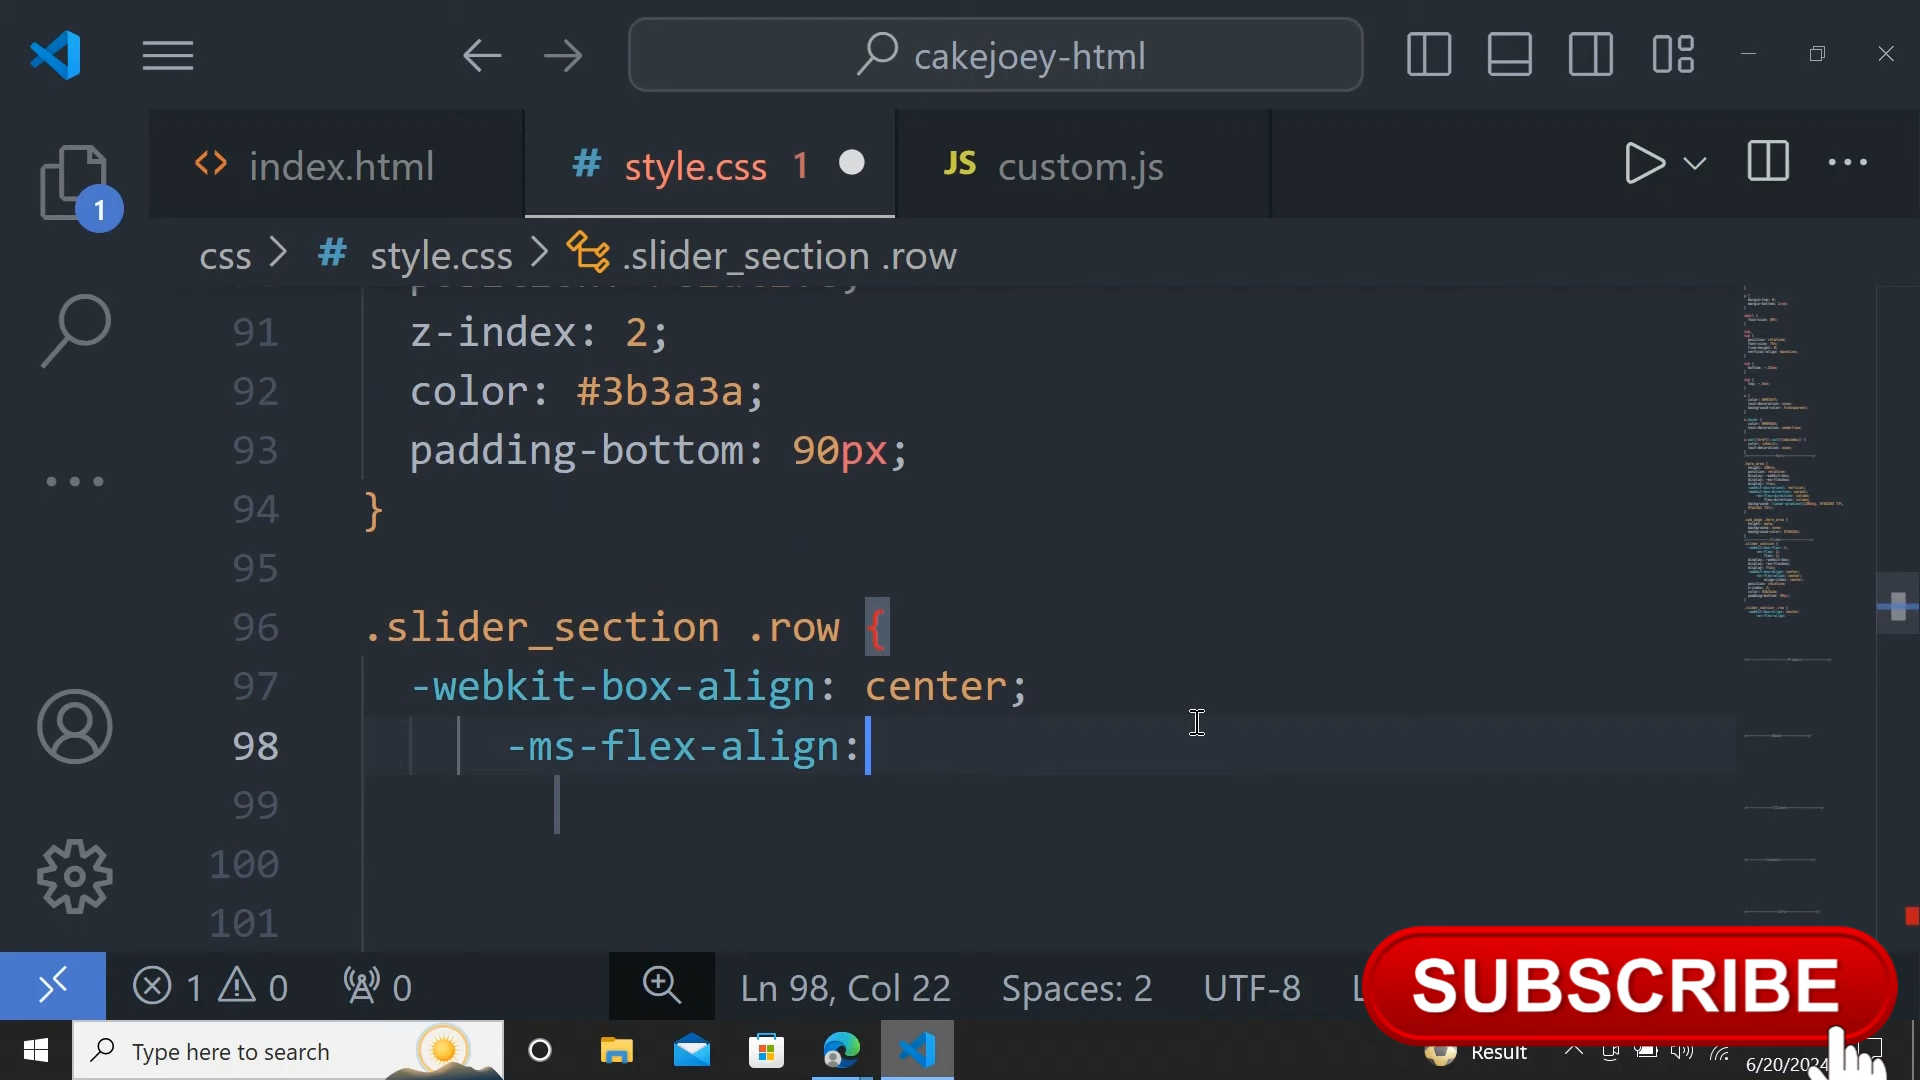 cakejoey-html
index.html
# style.css 1
JS custom.js
1
css > # style.css > .slider_section .row
91 z-index: 2;
92 color: #3b3a3a;
93 padding-bottom: 90px;
94 }
95
96 .slider_section .row {
97 -webkit-box-align: center;
98 -ms-flex-align:
99
100
101
1 0 0
Ln 98, Col 22 Spaces: 2 UTF-8
SUBSCRIBE
Type here to search
Result
6/20/2024